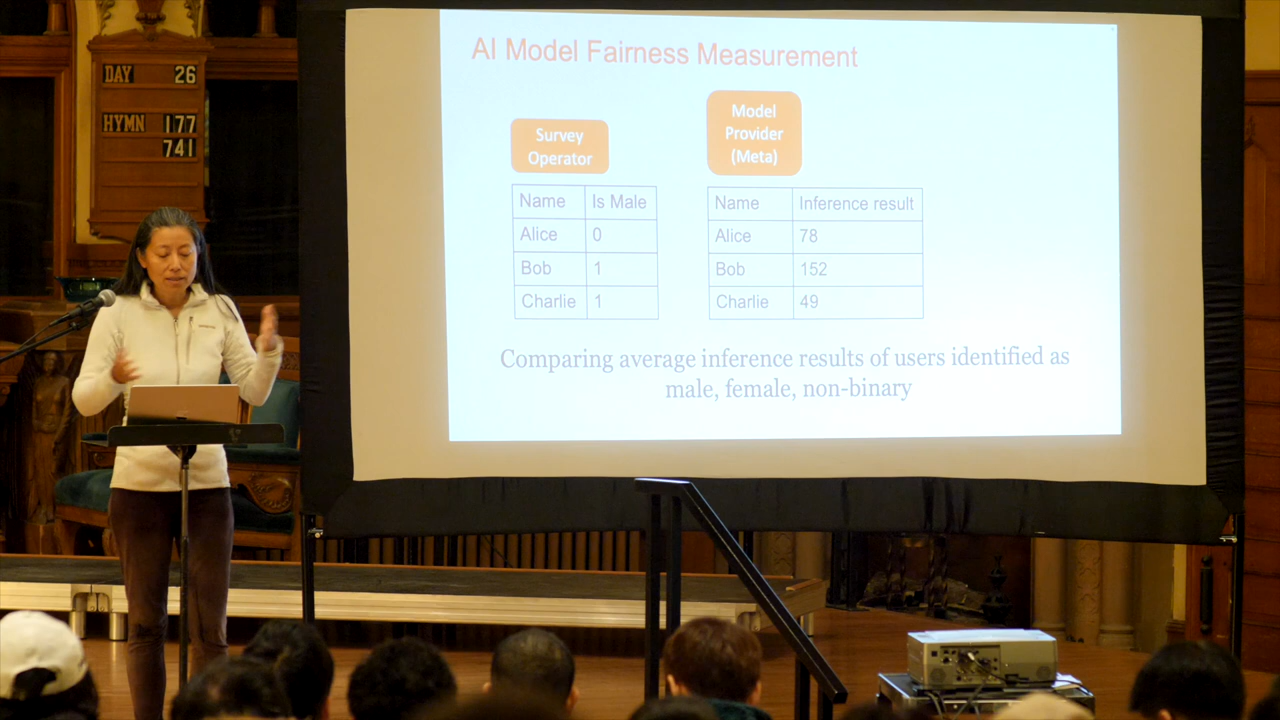 DAY 26
HYMN 177
741
AI Model Fairness Measurement
Survey
Operator
Model
Provider
(Meta)
Name Is Male
Alice 0
Bob 1
Charlie 1
Name Inference result
Alice 78
Bob 152
Charlie 49
Comparing average inference results of users identified as
male, female, non-binary